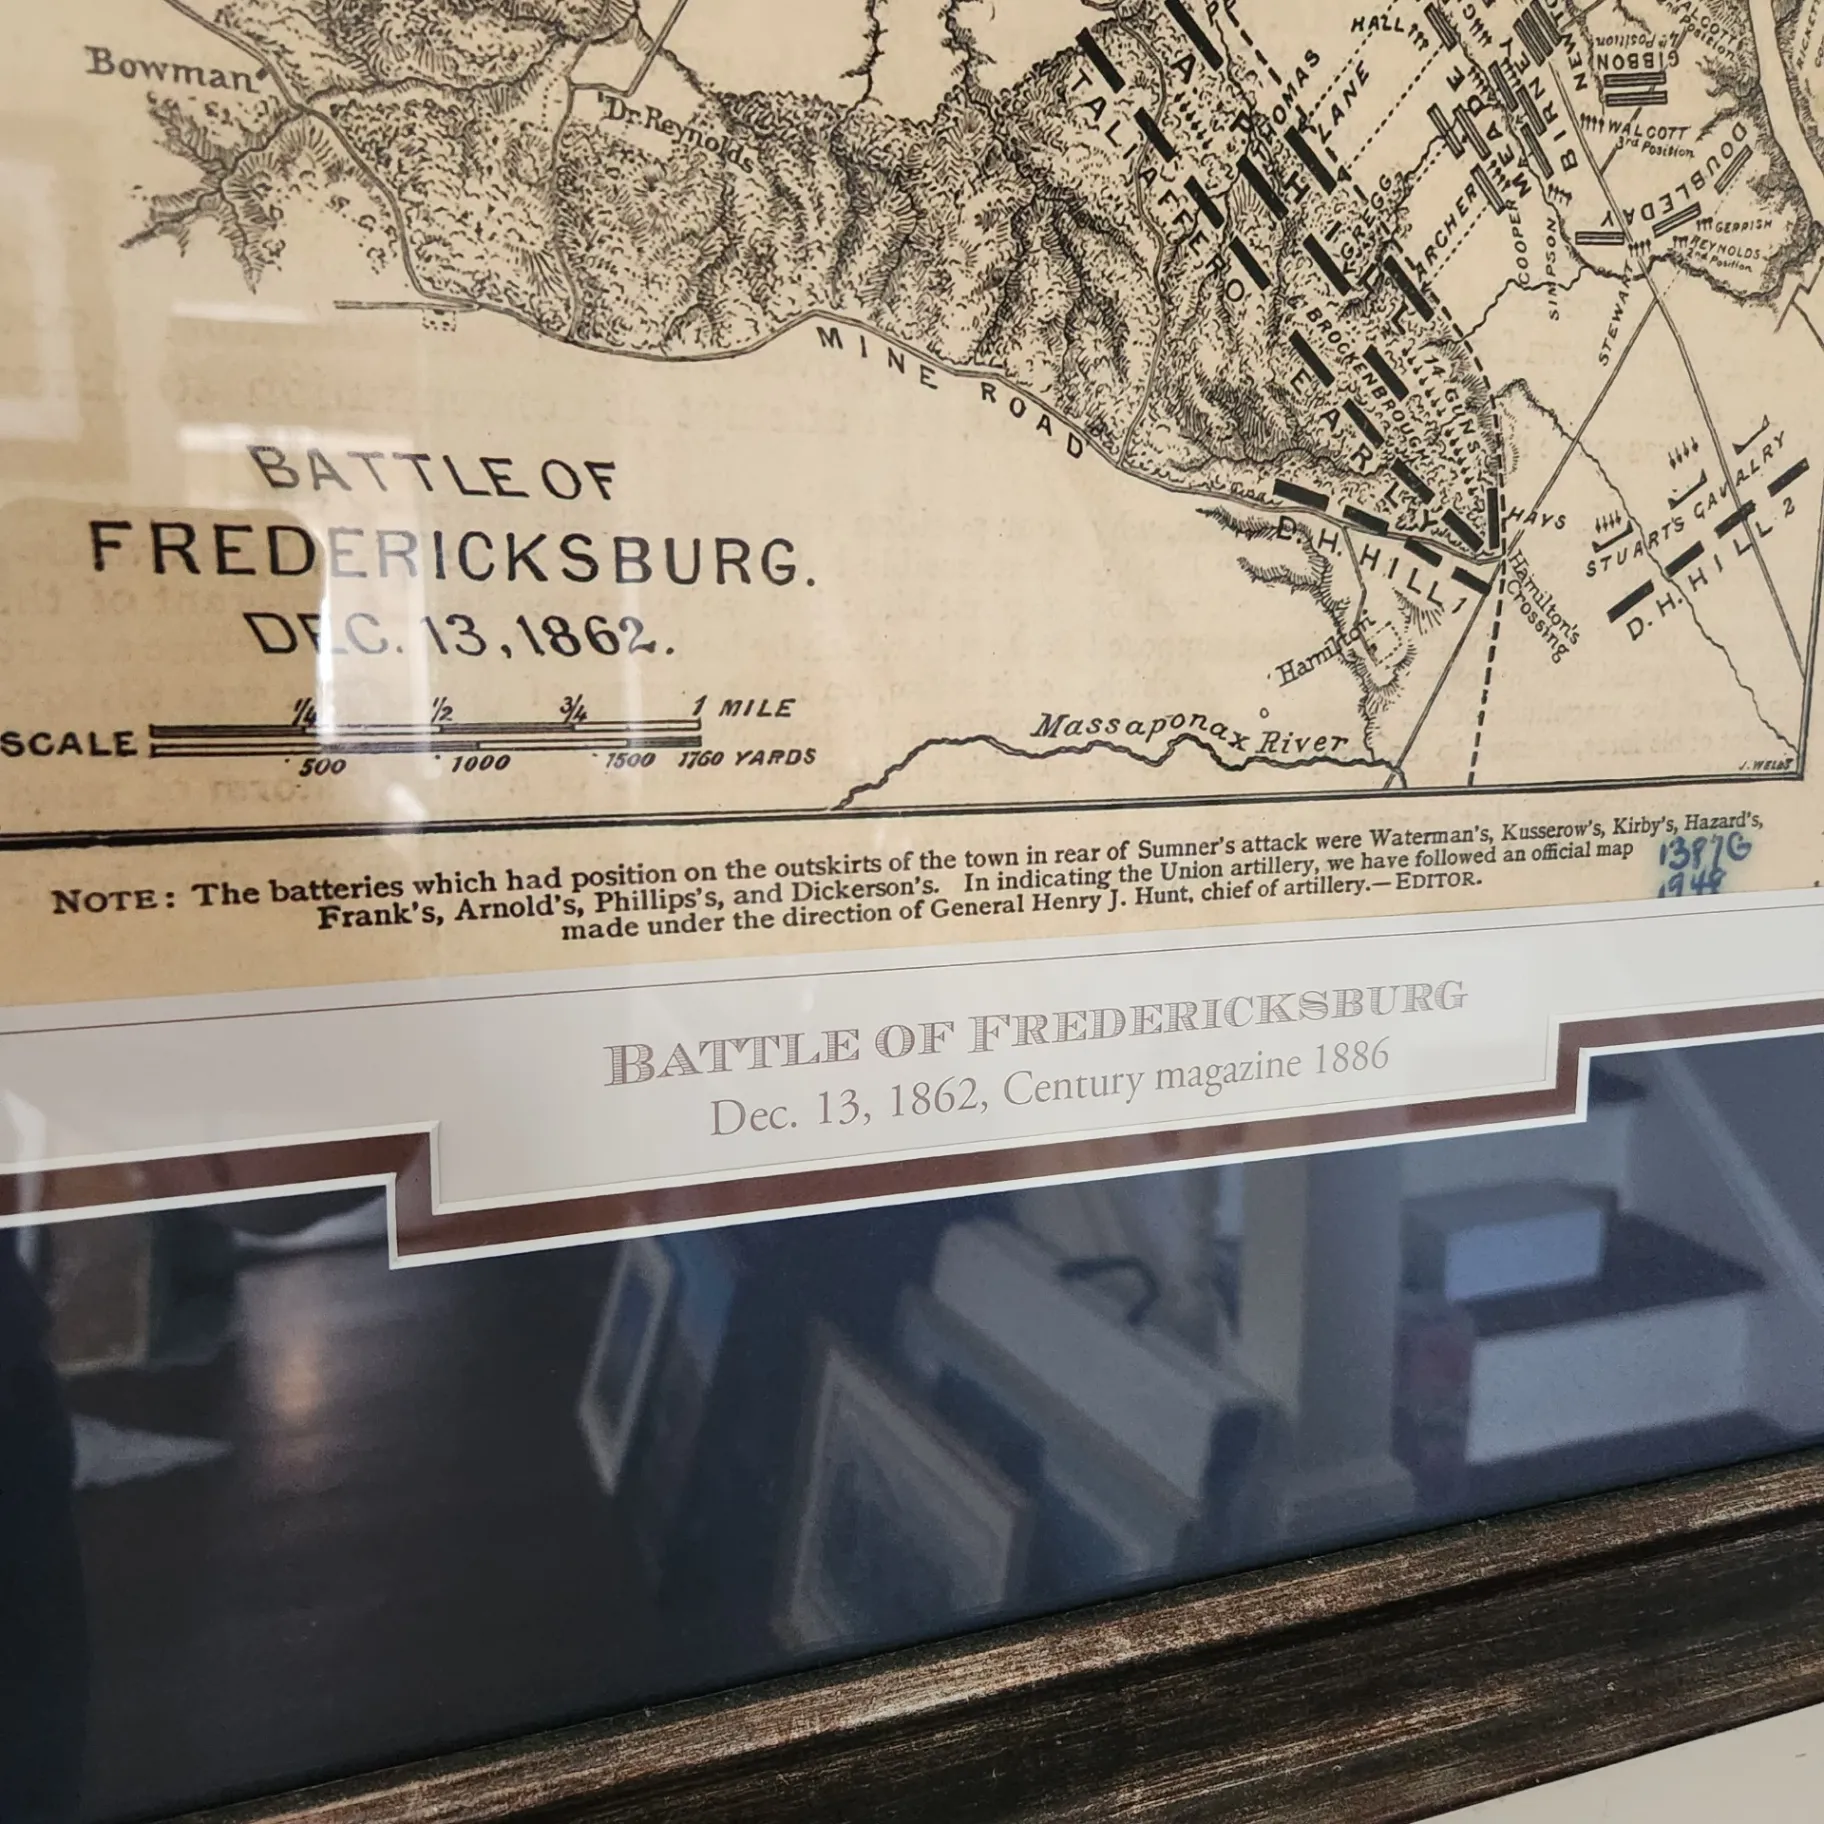 Bowman
Dr. Reynolds
TALIAFERRO
A. P. HILL
THOMAS
LANE
HALL
MEADE
BIRNEY
GIBBON
WALCOTT
3rd Position
DOUBLEDAY
GERRISH
REYNOLDS
2nd Position
GREGG
ARCHER
COOPER
SIMPSON
STEWART
MINE ROAD
BROCKENBROUGH
14 GUNS
EARLY
D. H. HILL 1
HAYS
STUART'S CAVALRY
D. H. HILL 2
Hamilton's
Crossing
Hamilton
BATTLE OF
FREDERICKSBURG.
DEC. 13, 1862.
1/4 1/2 3/4 1 MILE
SCALE
500 1000 1500 1760 YARDS
Massaponax River
J. WELLS
NOTE: The batteries which had position on the outskirts of the town in rear of Sumner's attack were Waterman's, Kusserow's, Kirby's, Hazard's,
Frank's, Arnold's, Phillips's, and Dickerson's. In indicating the Union artillery, we have followed an official map
made under the direction of General Henry J. Hunt, chief of artillery.—EDITOR.
BATTLE OF FREDERICKSBURG
Dec. 13, 1862, Century magazine 1886